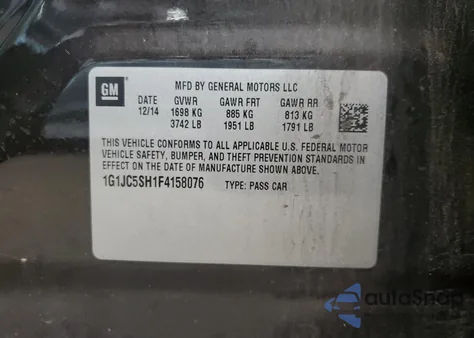 GM
MFD BY GENERAL MOTORS LLC
DATE GVWR GAWR FRT GAWR RR
12/14 1698 KG 885 KG 813 KG
3742 LB 1951 LB 1791 LB
THIS VEHICLE CONFORMS TO ALL APPLICABLE U.S. FEDERAL MOTOR
VEHICLE SAFETY, BUMPER, AND THEFT PREVENTION STANDARDS IN
EFFECT ON THE DATE OF MANUFACTURE SHOWN ABOVE.
1G1JC5SH1F4158076 TYPE: PASS CAR
autoSnap